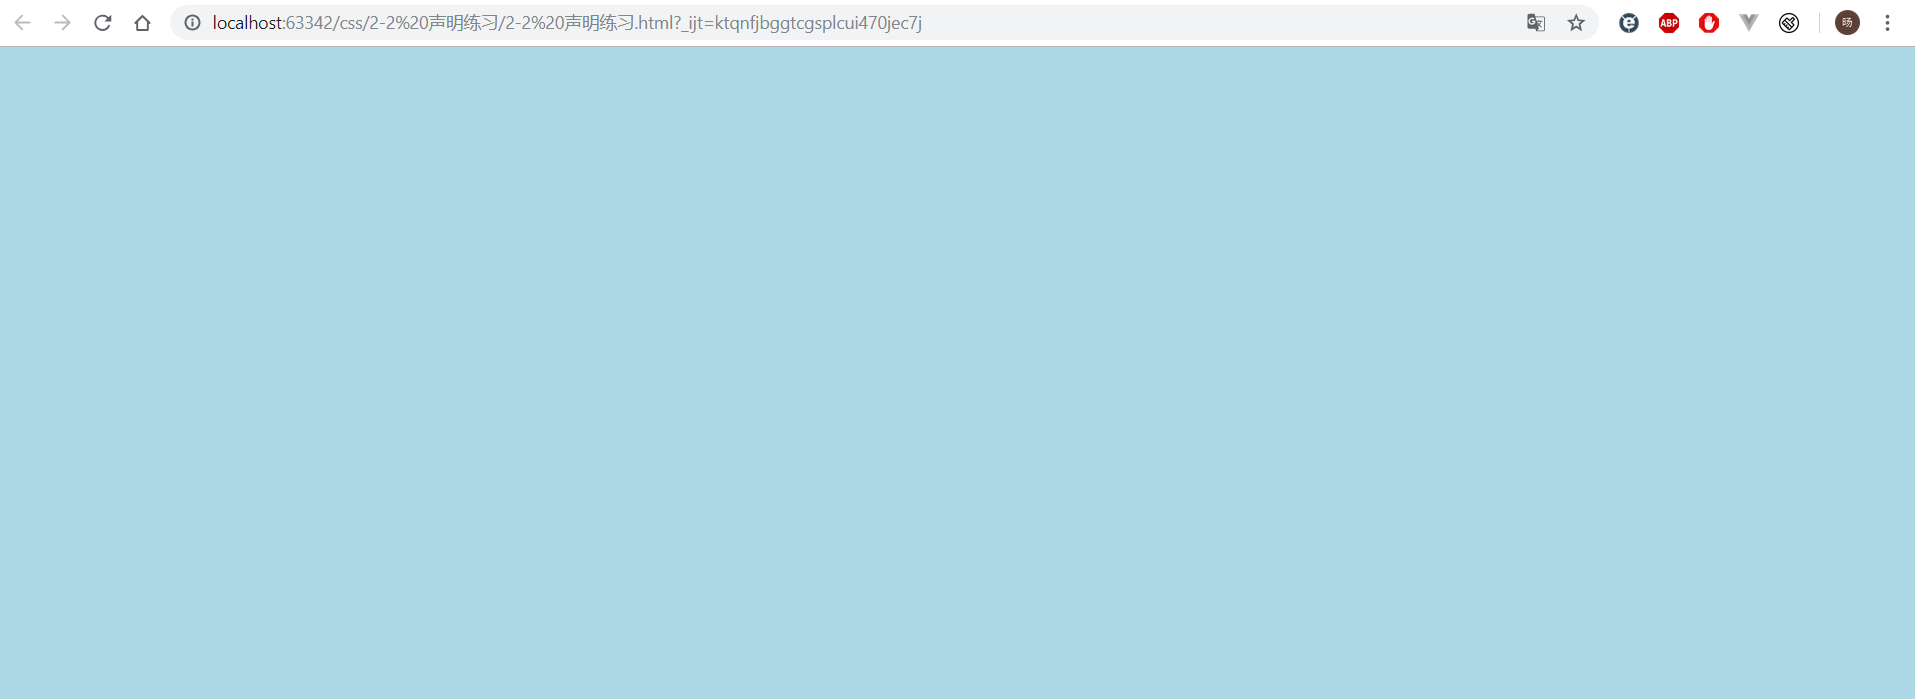 localhost:63342/css/2-2%20声明练习/2-2%20声明练习.html?_ijt=ktqnfjbggtcgsplcui470jec7j
ABP
旸